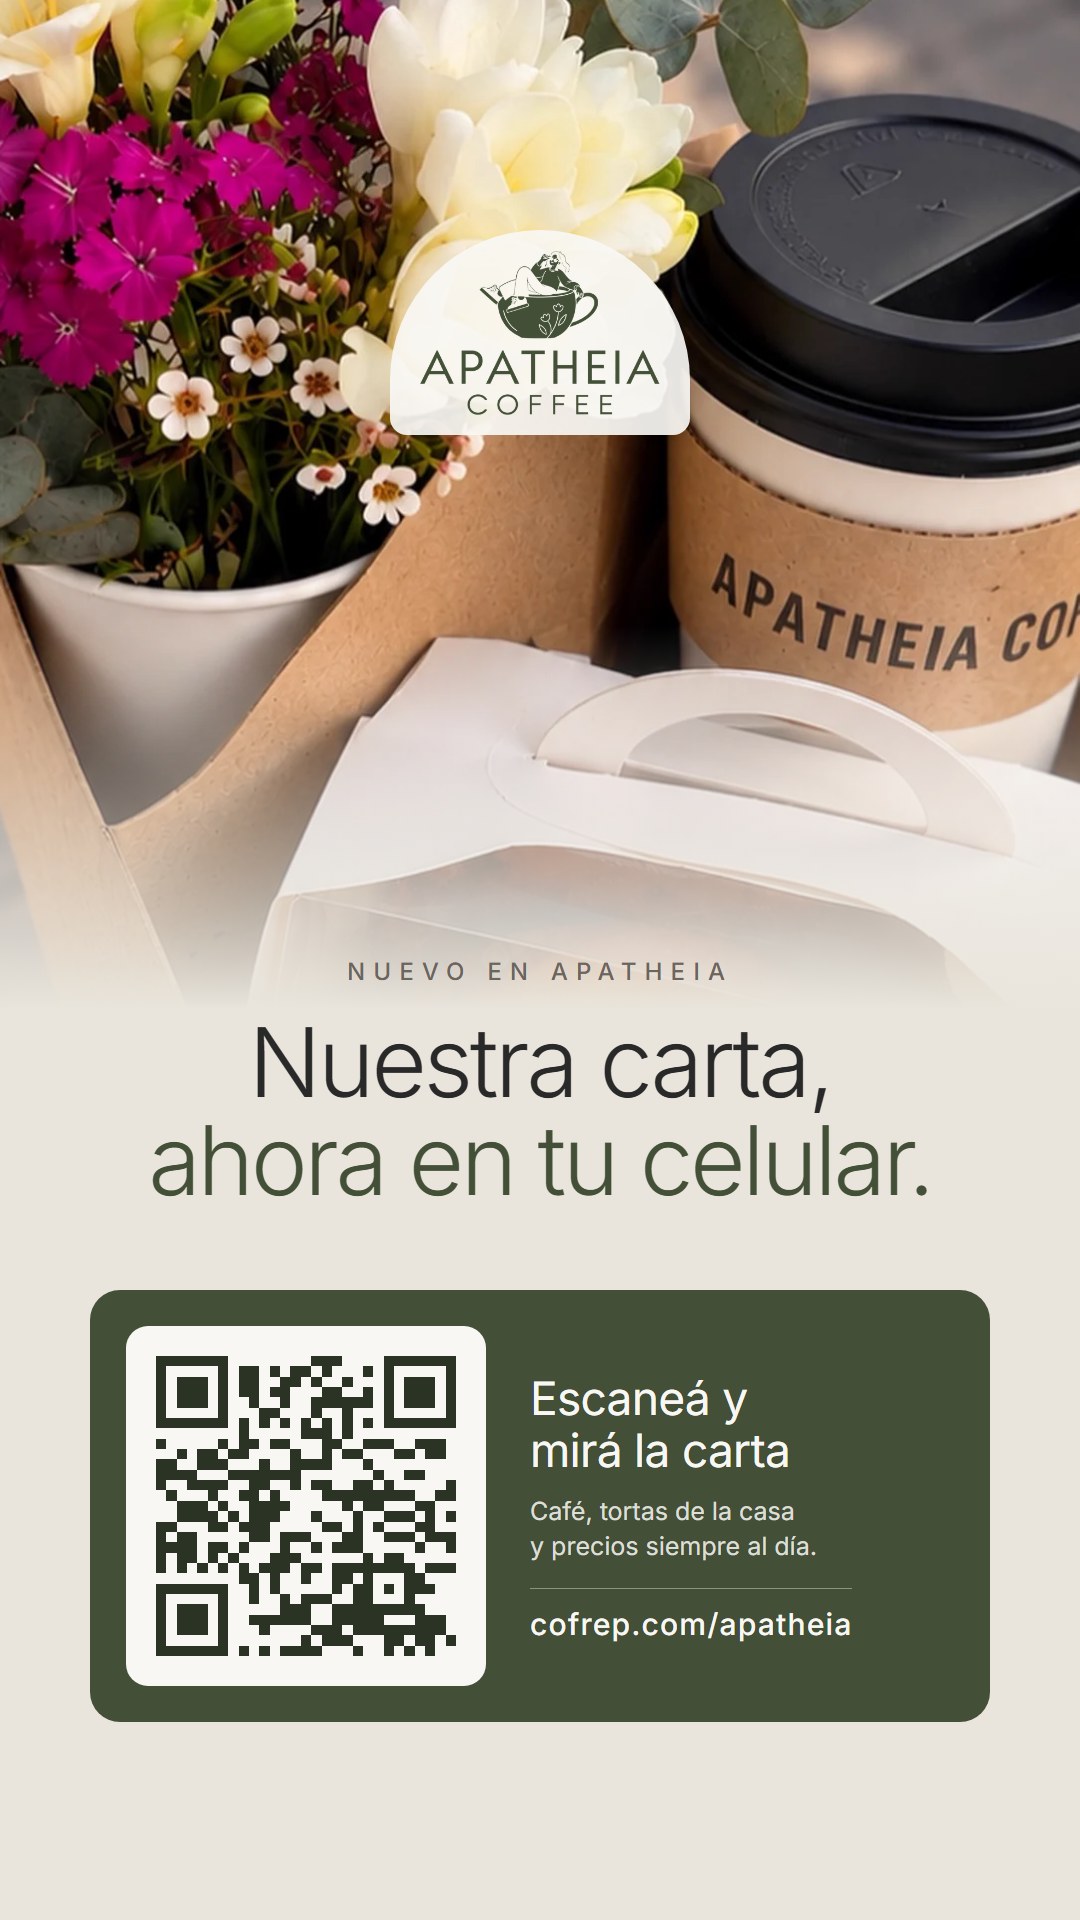 APATHEIA
COFFEE
APATHEIA
NUEVO EN APATHEIA
Nuestra carta,
ahora en tu celular.
Escaneá y
mirá la carta
Café, tortas de la casa
y precios siempre al día.
cofrep.com/apatheia